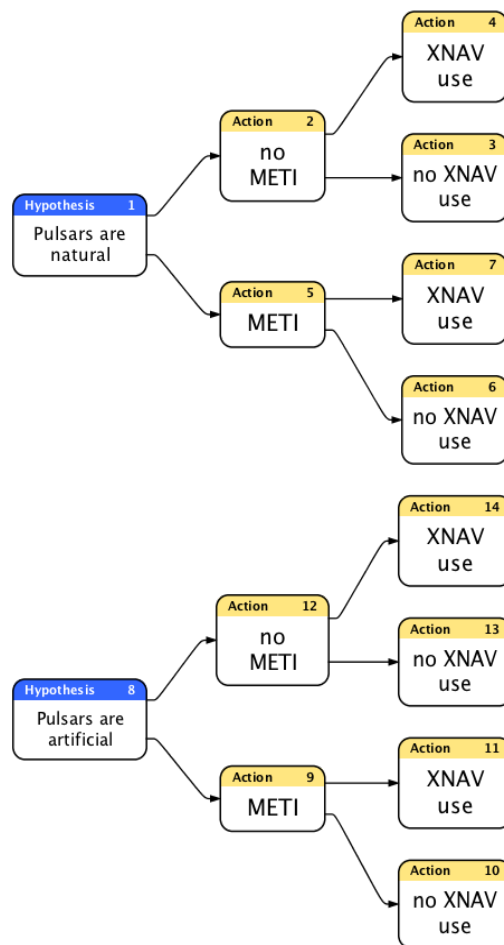 Action 4
XNAV
use
Action 2
no
METI
Action 3
no XNAV
use
Hypothesis 1
Pulsars are
natural
Action 7
XNAV
use
Action 5
METI
Action 6
no XNAV
use
Action 14
XNAV
use
Action 12
no
METI
Action 13
no XNAV
use
Hypothesis 8
Pulsars are
artificial
Action 11
XNAV
use
Action 9
METI
Action 10
no XNAV
use